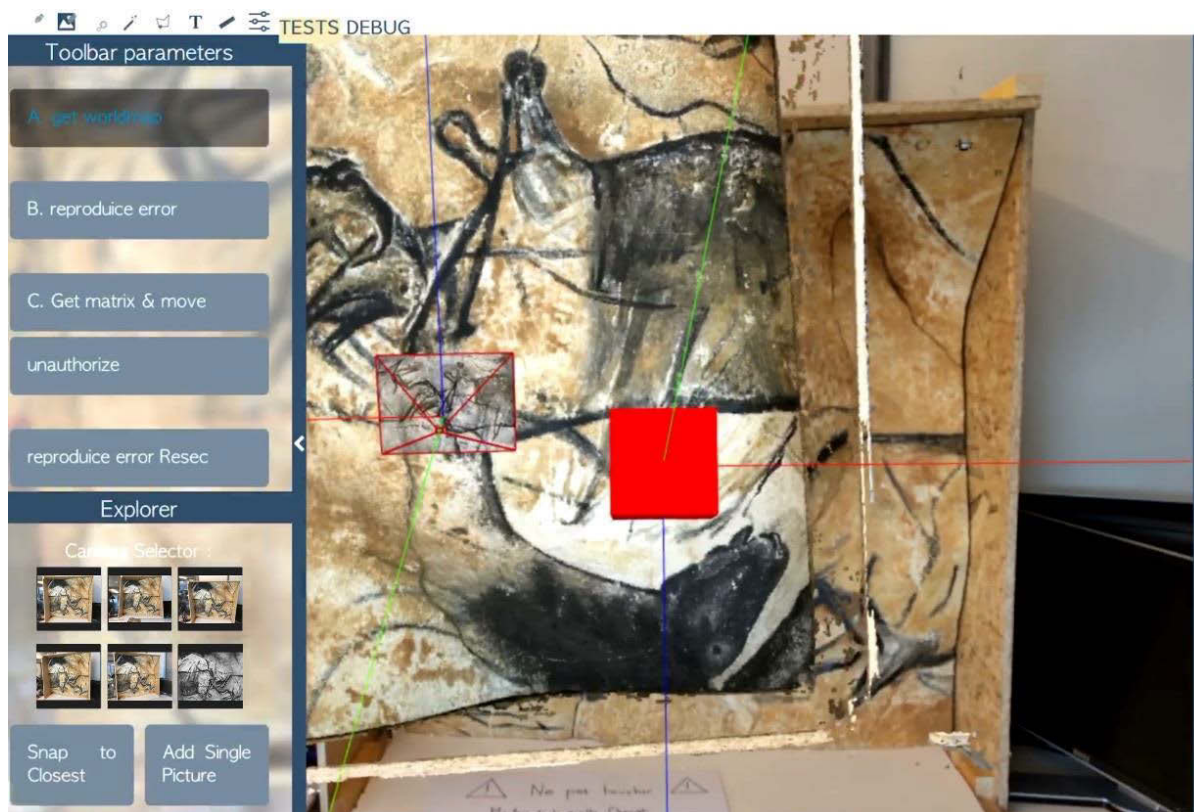 T
TESTS DEBUG
Toolbar parameters
A. get worldmap
B. reproduice error
C. Get matrix & move
unauthorize
reproduice error Resec
Explorer
Camera Selector :
Snap to
Closest
Add Single
Picture
Ne pas toucher